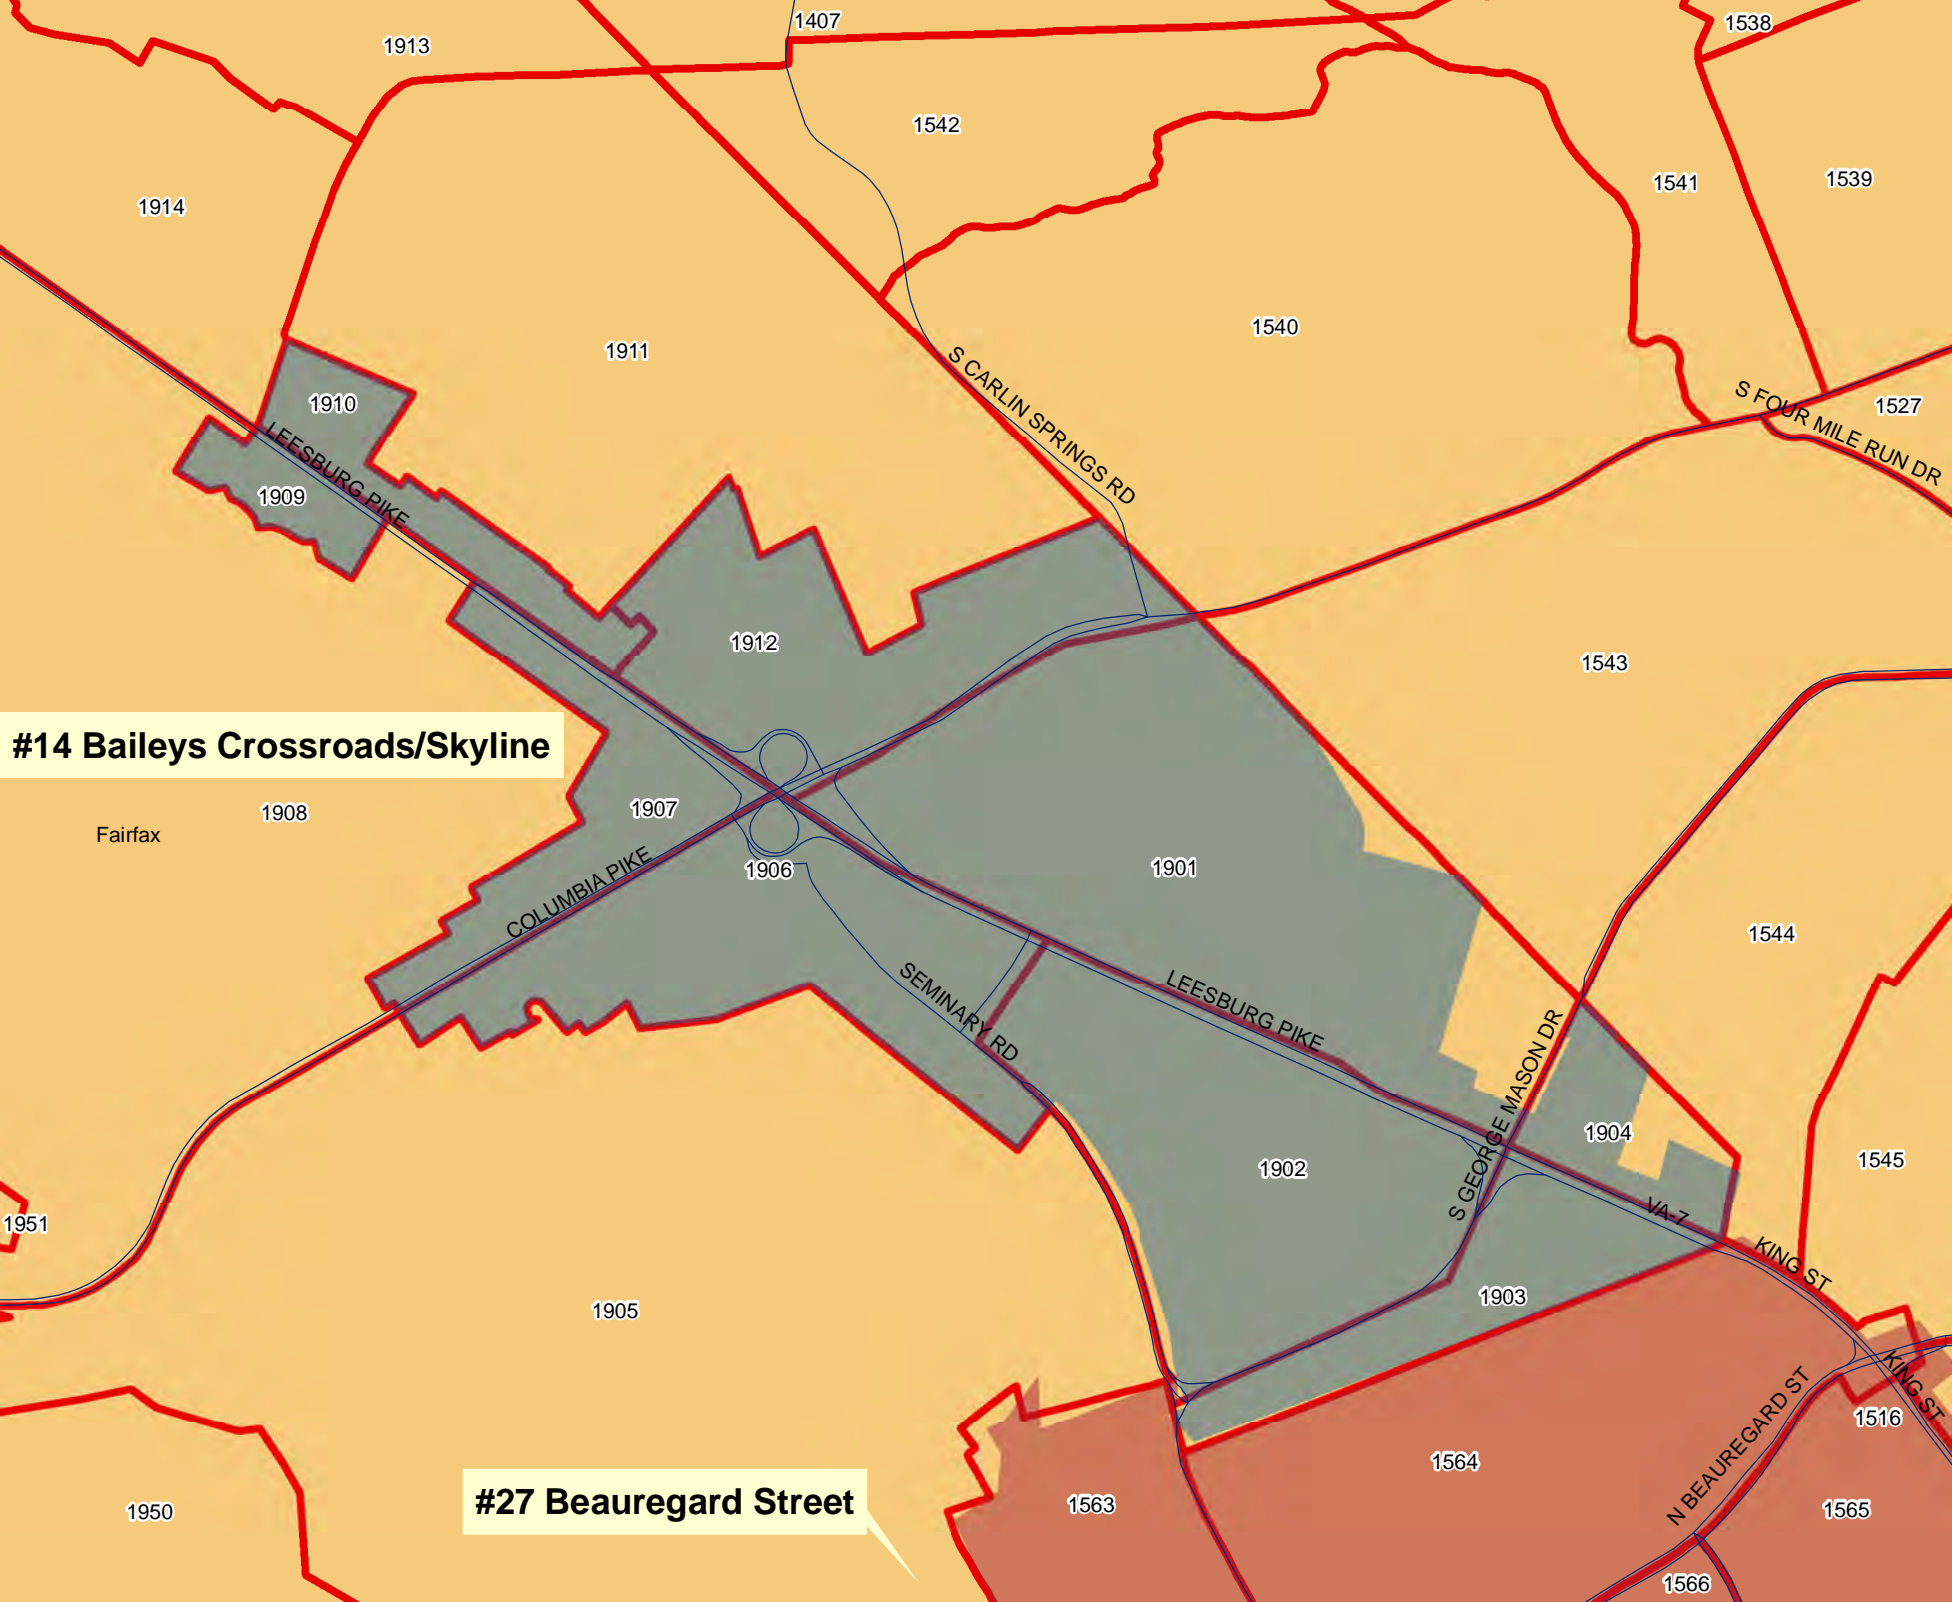 1407
1538
1913
1542
1541
1539
1914
1540
1911
S CARLIN SPRINGS RD
S FOUR MILE RUN DR
1527
1910
LEESBURG PIKE
1909
1912
1543
#14 Baileys Crossroads/Skyline
1908
1907
Fairfax
1906
1901
COLUMBIA PIKE
1544
SEMINARY RD
LEESBURG PIKE
S GEORGE MASON DR
1904
1545
1902
1951
VA-7
KING ST
1903
1905
KING ST
N BEAUREGARD ST
1516
1564
#27 Beauregard Street
1563
1950
1565
1566